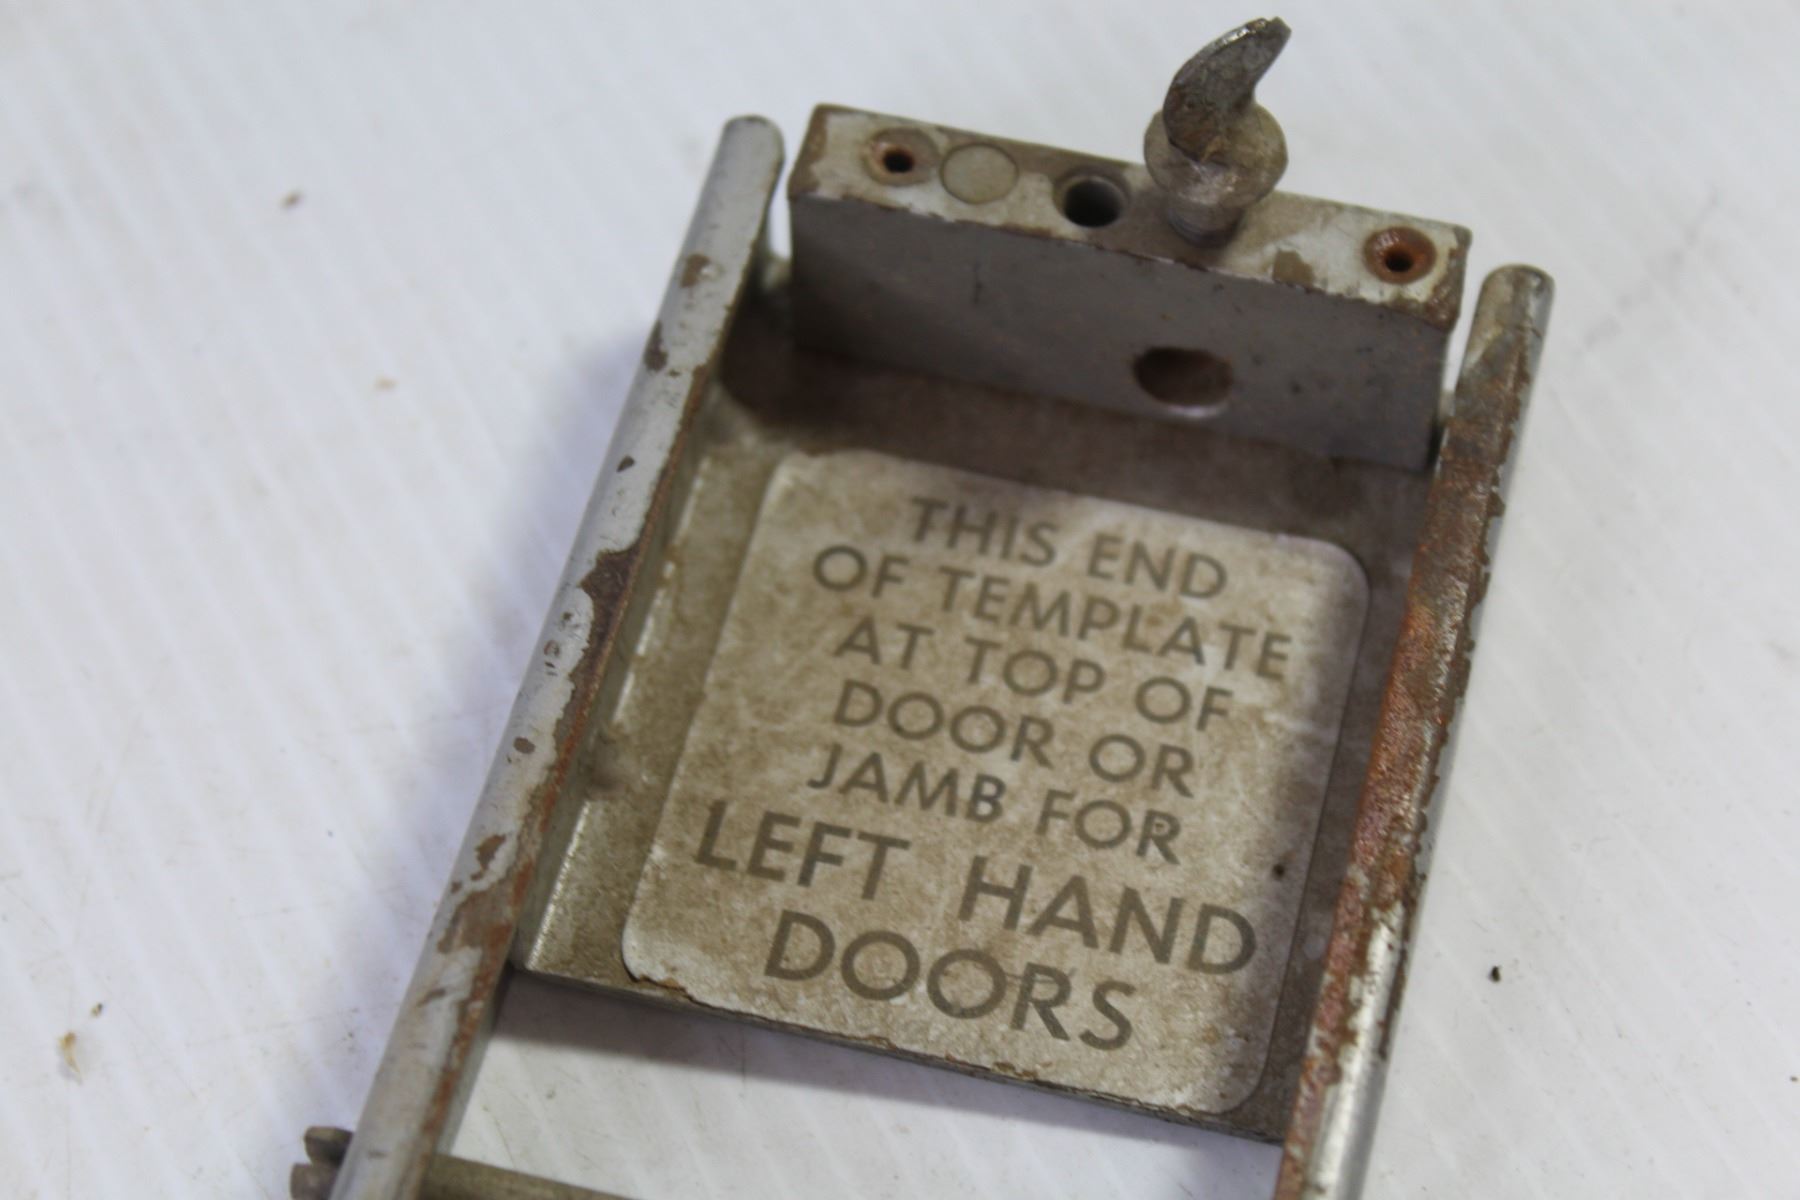 THIS END
OF TEMPLATE
AT TOP OF
DOOR OR
JAMB FOR
LEFT HAND
DOORS